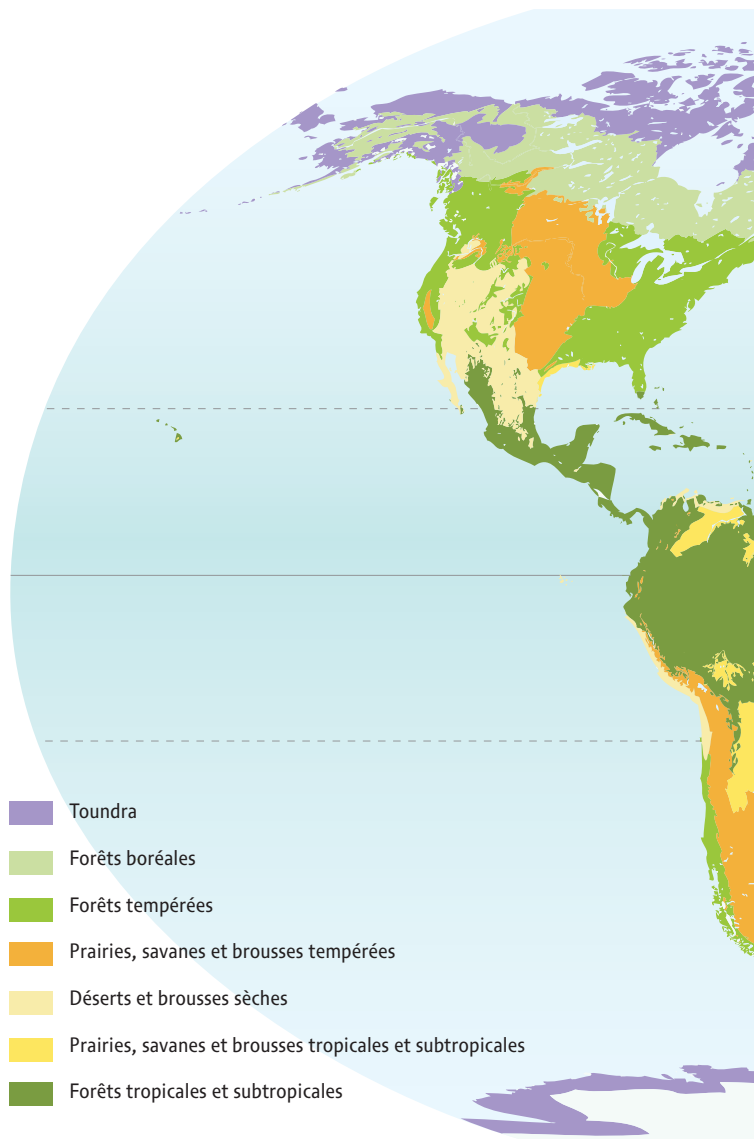 Toundra
Forêts boréales
Forêts tempérées
Prairies, savanes et brousses tempérées
Déserts et brousses sèches
Prairies, savanes et brousses tropicales et subtropicales
Forêts tropicales et subtropicales